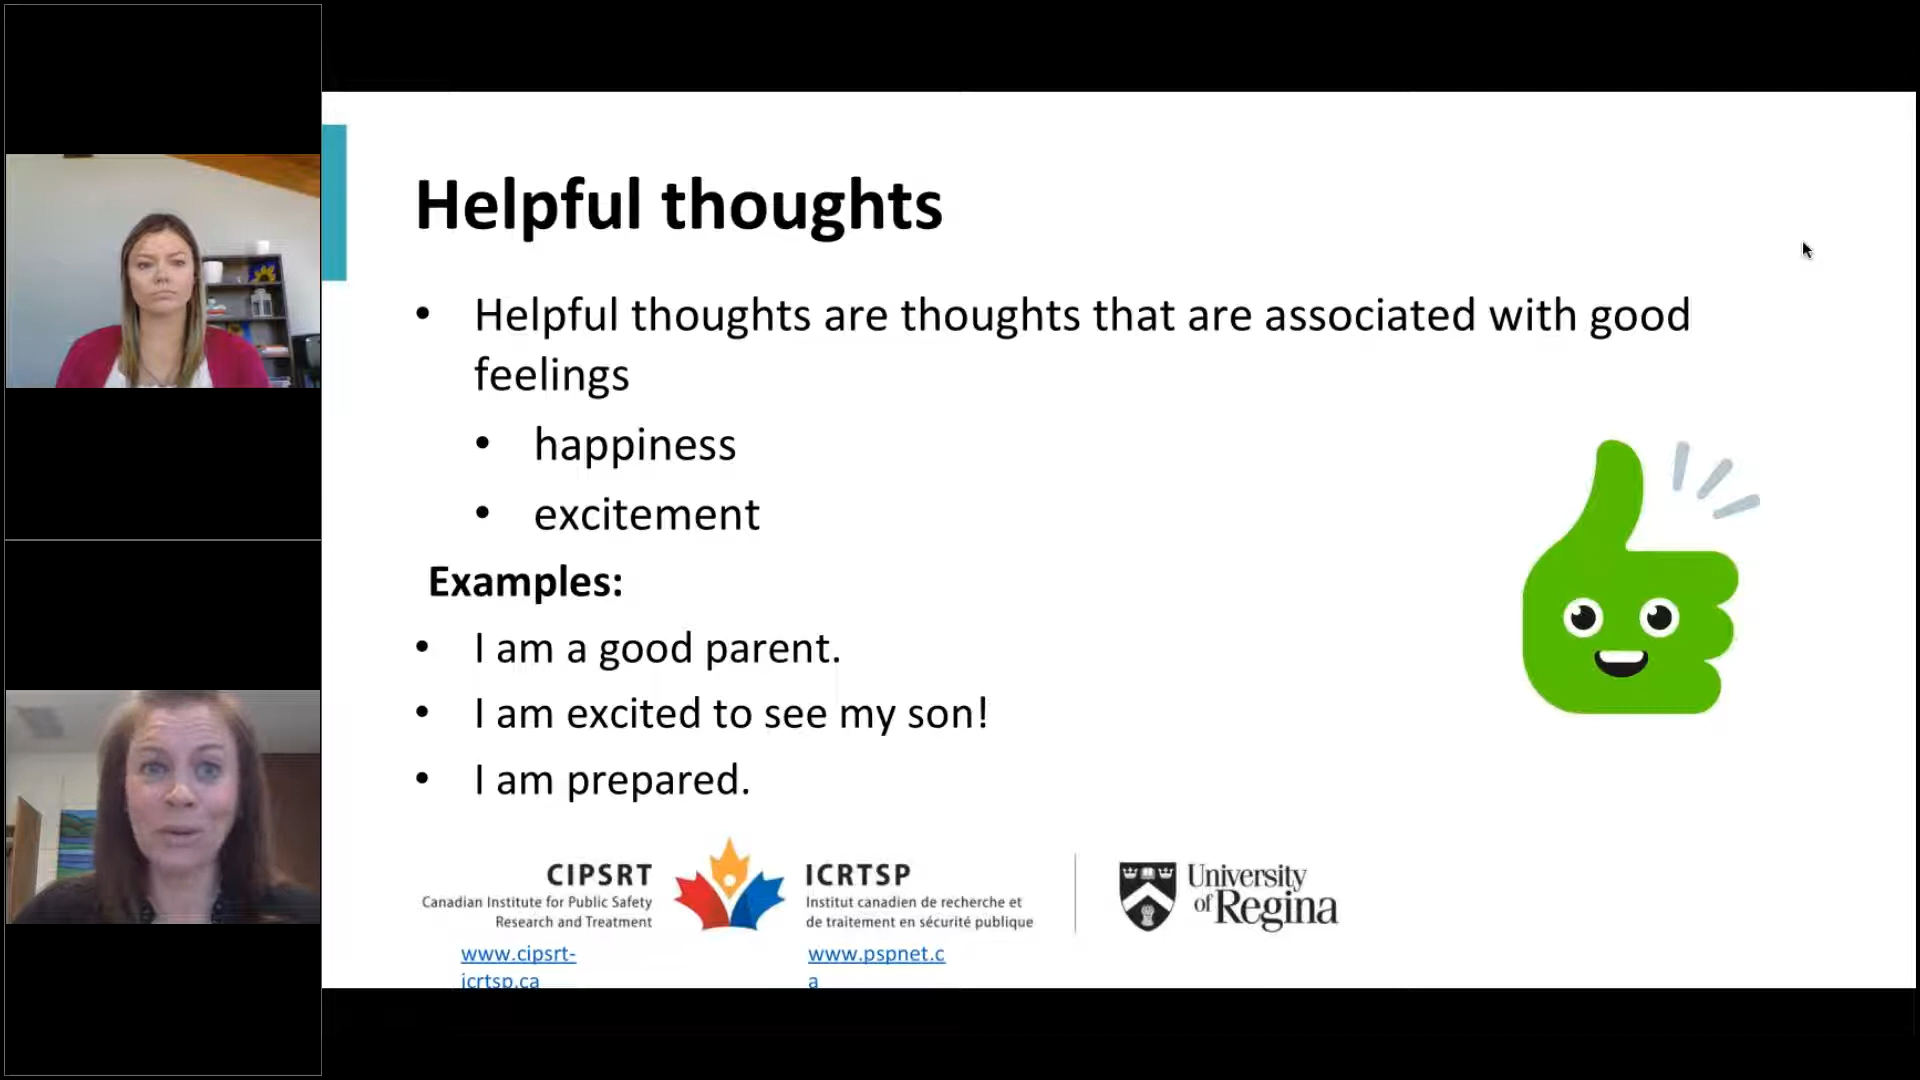 Helpful thoughts
• Helpful thoughts are thoughts that are associated with good
feelings
• happiness
• excitement
Examples:
• I am a good parent.
• I am excited to see my son!
• I am prepared.
CIPSRT
Canadian Institute for Public Safety
Research and Treatment
www.cipsrt-
icrtsp.ca
ICRTSP
Institut canadien de recherche et
de traitement en sécurité publique
www.pspnet.c
a
University
of Regina